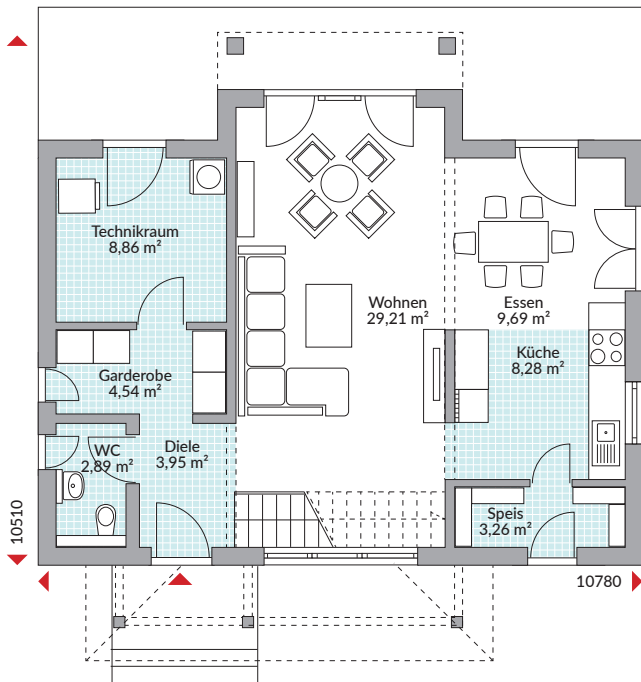 Technikraum
8,86 m²
Wohnen
29,21 m²
Essen
9,69 m²
Küche
8,28 m²
Garderobe
4,54 m²
WC
2,89 m²
Diele
3,95 m²
Speis
3,26 m²
10510
10780